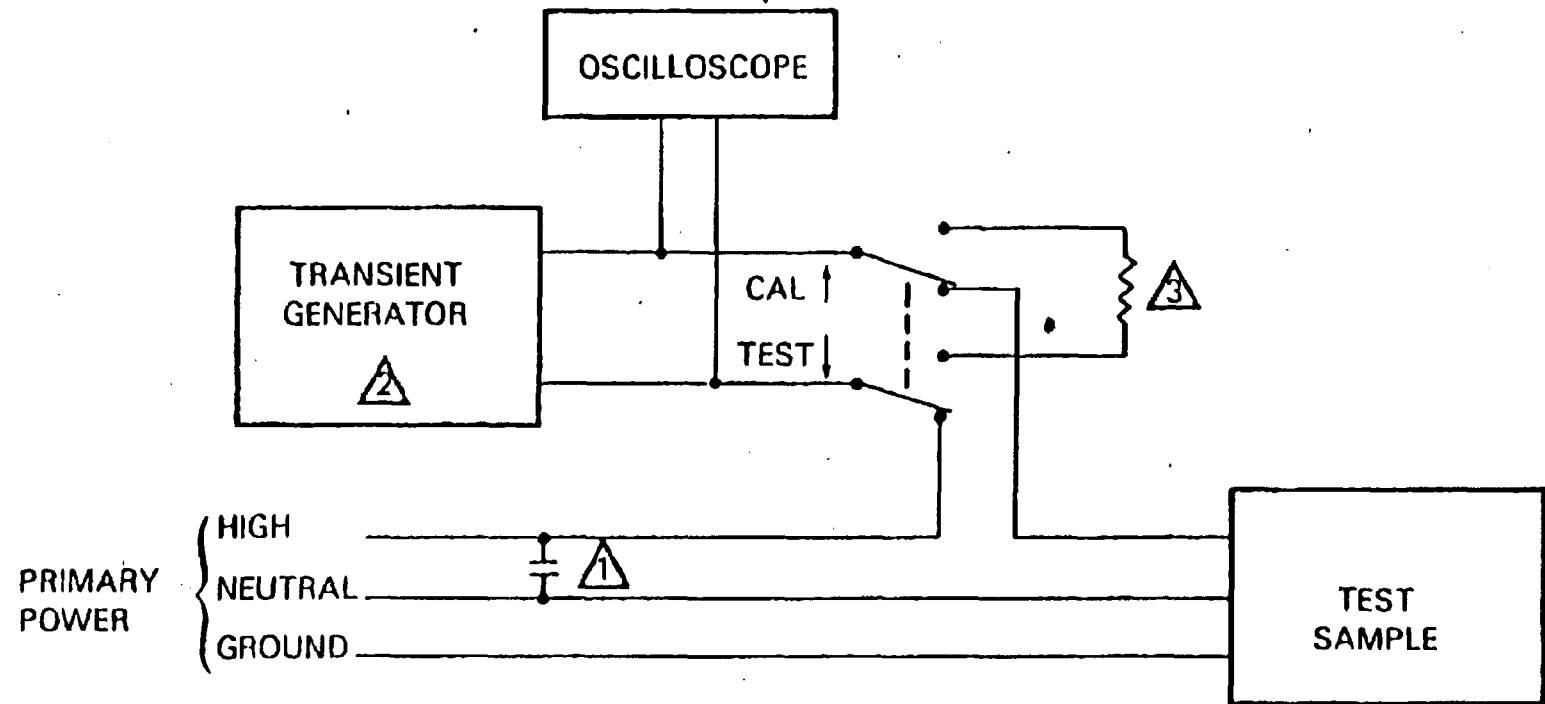 OSCILLOSCOPE
TRANSIENT
GENERATOR
2
CAL
TEST
3
PRIMARY
POWER
HIGH
NEUTRAL
GROUND
1
TEST
SAMPLE